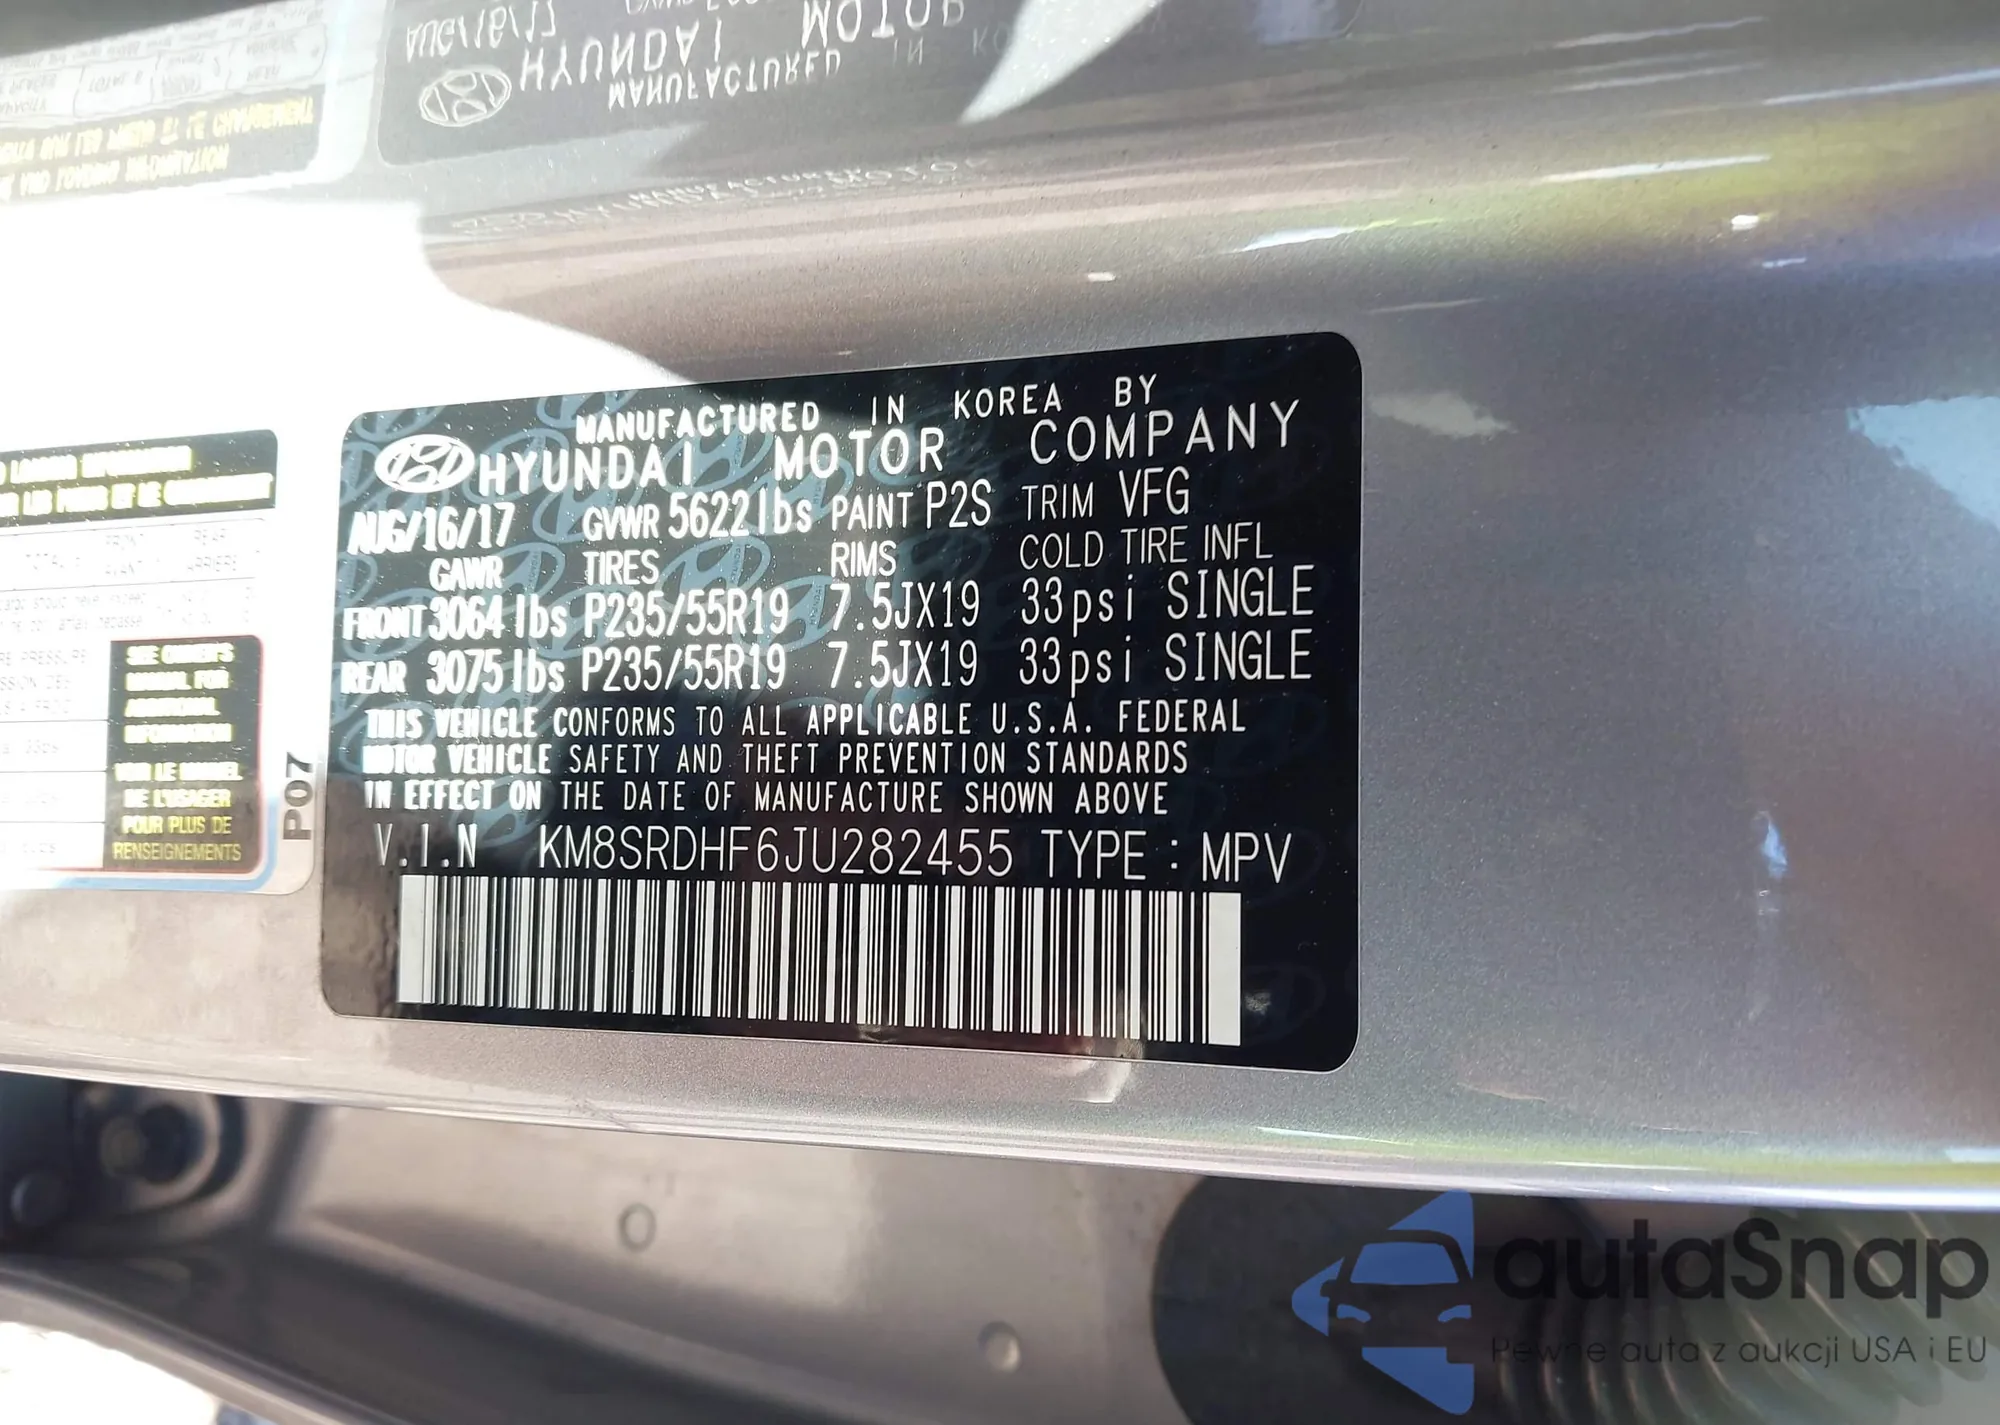 MANUFACTURED IN KOREA BY
HYUNDAI MOTOR COMPANY
AUG/16/17 GVWR 5622lbs PAINT P2S TRIM VFG
GAWR TIRES RIMS COLD TIRE INFL
FRONT 3064 lbs P235/55R19 7.5JX19 33psi SINGLE
REAR 3075 lbs P235/55R19 7.5JX19 33psi SINGLE
THIS VEHICLE CONFORMS TO ALL APPLICABLE U.S.A. FEDERAL
MOTOR VEHICLE SAFETY AND THEFT PREVENTION STANDARDS
IN EFFECT ON THE DATE OF MANUFACTURE SHOWN ABOVE
V.I.N KM8SRDHF6JU282455 TYPE : MPV
P07
SEE OWNER'S
MANUAL FOR
ADDITIONAL
INFORMATION
VOIR LE MANUEL
DE L'USAGER
POUR PLUS DE
RENSEIGNEMENTS
autaSnap
Pewne auta z aukcji USA i EU